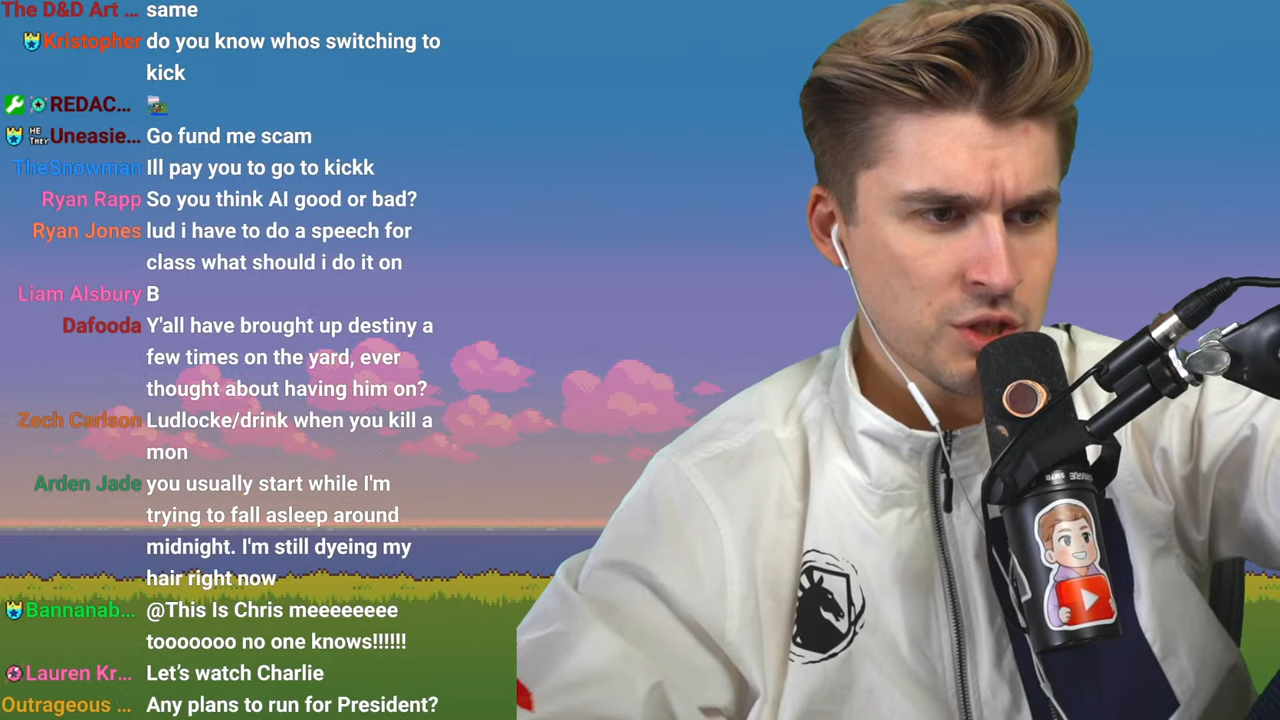 The D&D Art ... same
Kristopher do you know whos switching to
kick
REDAC...
HE
THEY Uneasie... Go fund me scam
TheSnowman Ill pay you to go to kickk
Ryan Rapp So you think AI good or bad?
Ryan Jones lud i have to do a speech for
class what should i do it on
Liam Alsbury B
Dafooda Y'all have brought up destiny a
few times on the yard, ever
thought about having him on?
Zech Carlson Ludlocke/drink when you kill a
mon
Arden Jade you usually start while I'm
trying to fall asleep around
midnight. I'm still dyeing my
hair right now
Bannanab... @This Is Chris meeeeeeee
tooooooo no one knows!!!!!!
Lauren Kr... Let's watch Charlie
Outrageous ... Any plans to run for President?
SHURE SM7B